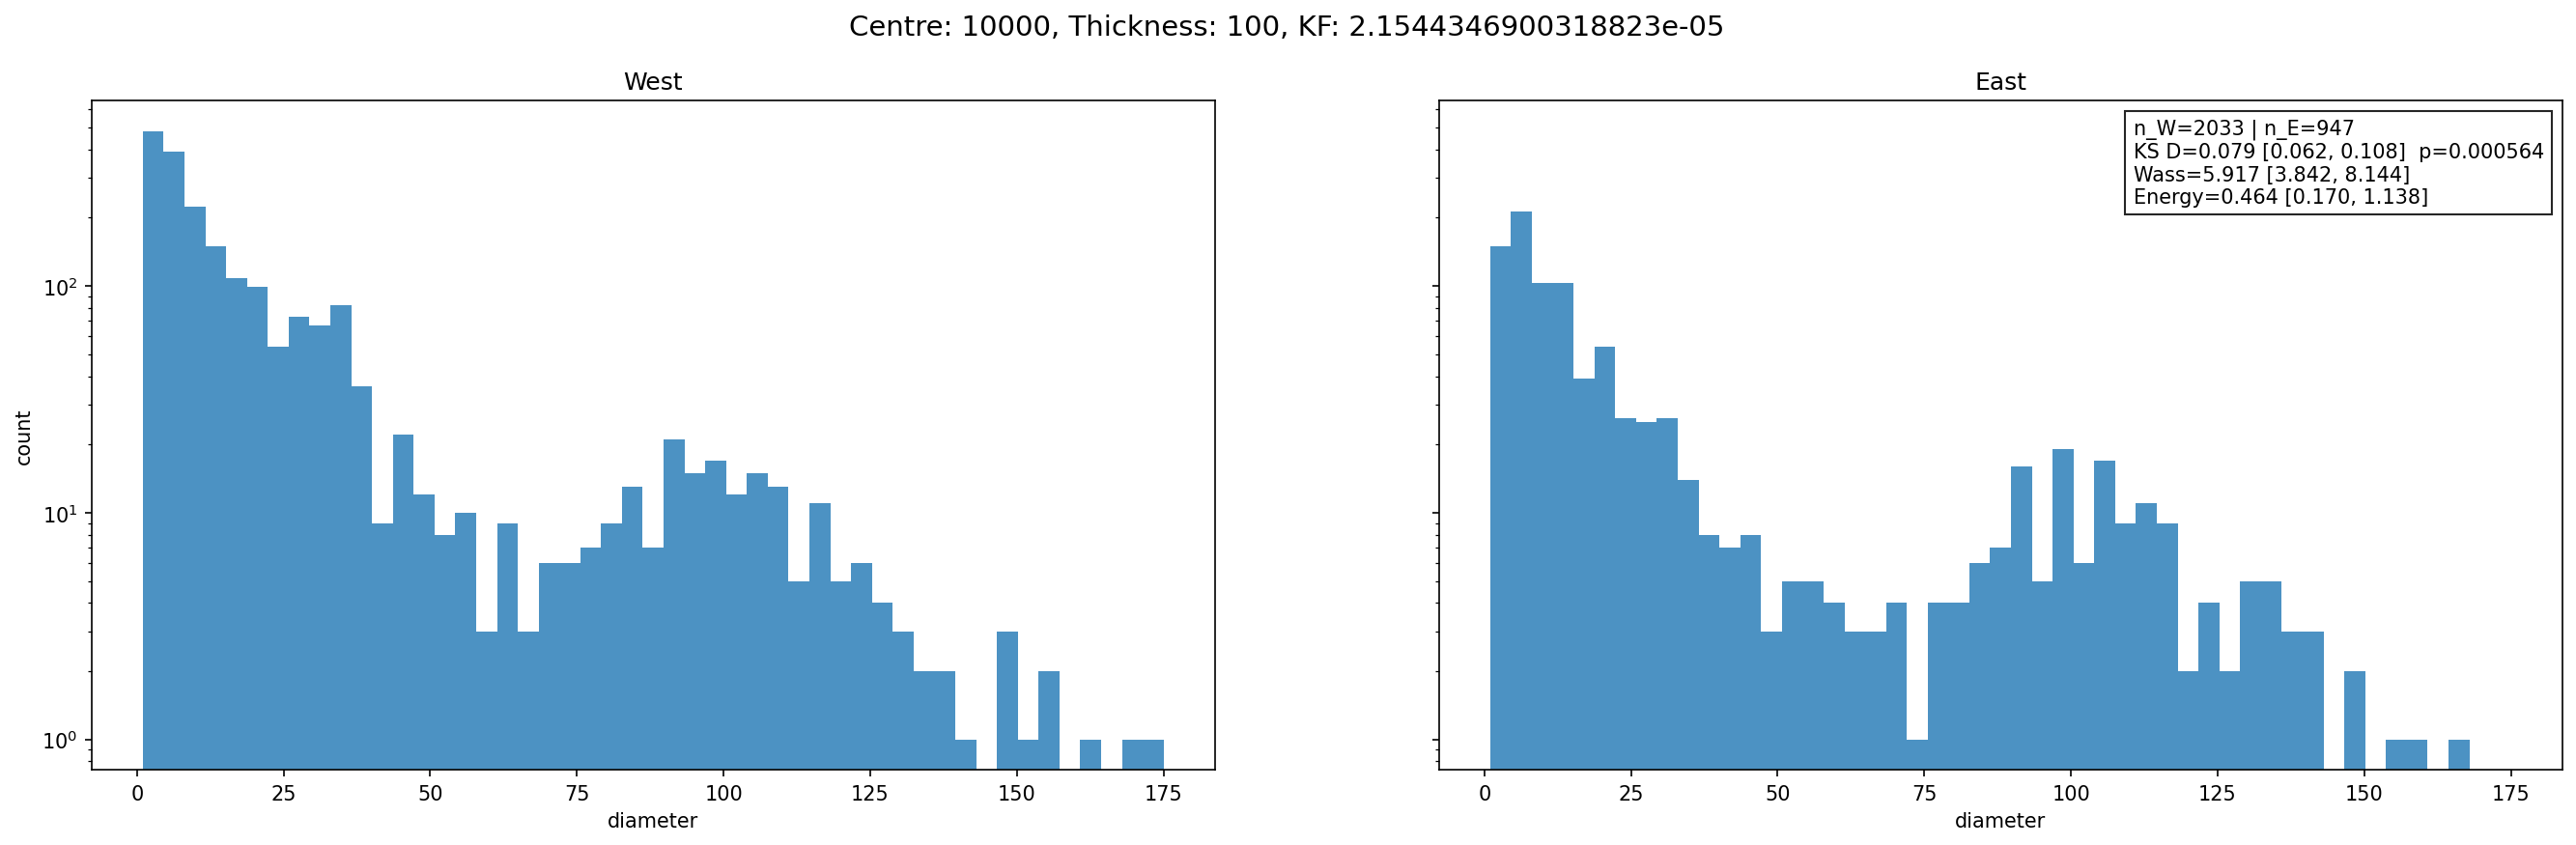 Centre: 10000, Thickness: 100, KF: 2.1544346900318823e-05
West
count
10²
10¹
10⁰
0 25 50 75 100 125 150 175
diameter
East
n_W=2033 | n_E=947
KS D=0.079 [0.062, 0.108]  p=0.000564
Wass=5.917 [3.842, 8.144]
Energy=0.464 [0.170, 1.138]
0 25 50 75 100 125 150 175
diameter